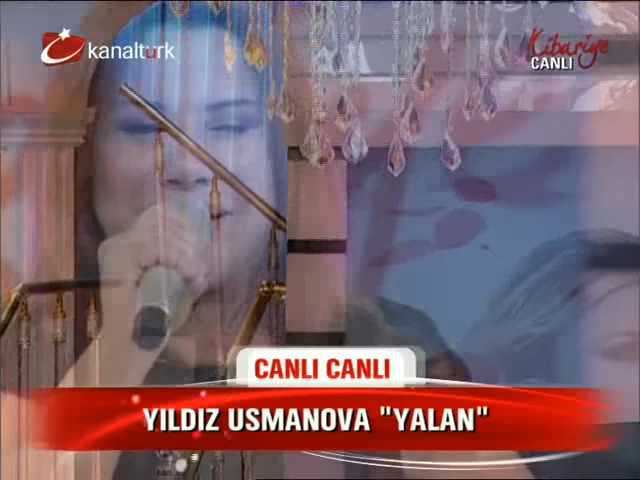 kanaltürk
Kibariye
CANLI
CANLI CANLI
YILDIZ USMANOVA "YALAN"